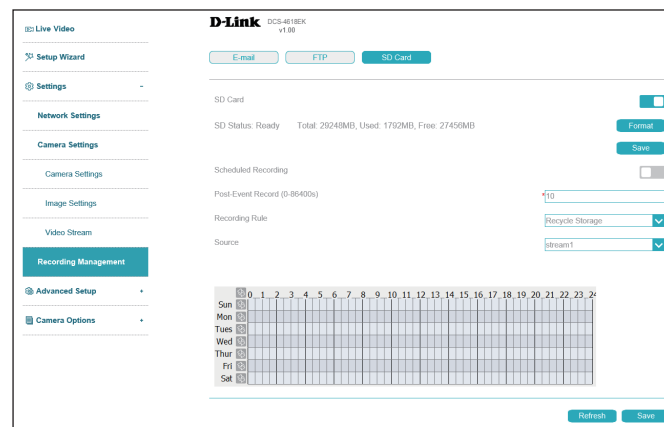 D-Link DCS-4618EK
v1.00
Live Video
Setup Wizard
Settings -
Network Settings
Camera Settings
Camera Settings
Image Settings
Video Stream
Recording Management
Advanced Setup +
Camera Options +
E-mail FTP SD Card
SD Card
SD Status: Ready Total: 29248MB, Used: 1792MB, Free: 27456MB Format
Save
Scheduled Recording
Post-Event Record (0-86400s) *10
Recording Rule Recycle Storage
Source stream1
0 1 2 3 4 5 6 7 8 9 10 11 12 13 14 15 16 17 18 19 20 21 22 23 24
Sun
Mon
Tues
Wed
Thur
Fri
Sat
Refresh Save